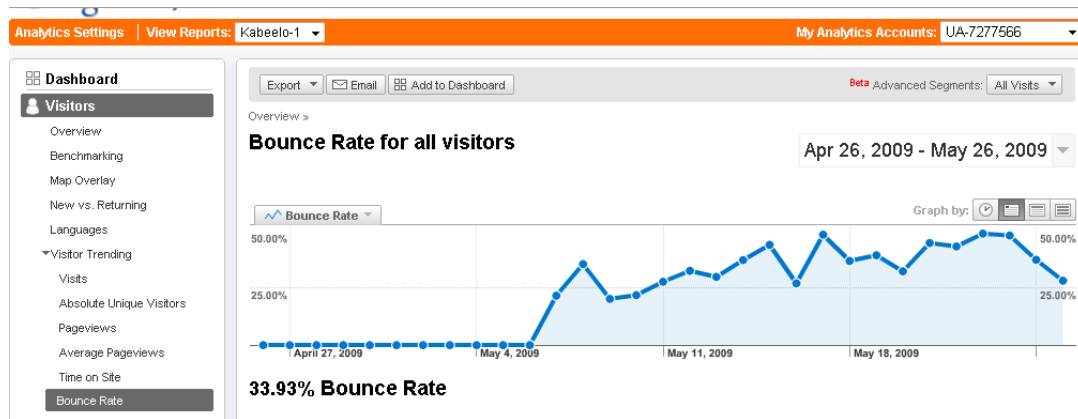 Analytics Settings | View Reports: Kabeelo-1
My Analytics Accounts: UA-7277566
Dashboard
Visitors
Overview
Benchmarking
Map Overlay
New vs. Returning
Languages
Visitor Trending
Visits
Absolute Unique Visitors
Pageviews
Average Pageviews
Time on Site
Bounce Rate
Export Email Add to Dashboard
Beta Advanced Segments: All Visits
Overview »
Bounce Rate for all visitors
Apr 26, 2009 - May 26, 2009
Bounce Rate
Graph by:
50.00% 50.00%
25.00% 25.00%
April 27, 2009 May 4, 2009 May 11, 2009 May 18, 2009
33.93% Bounce Rate